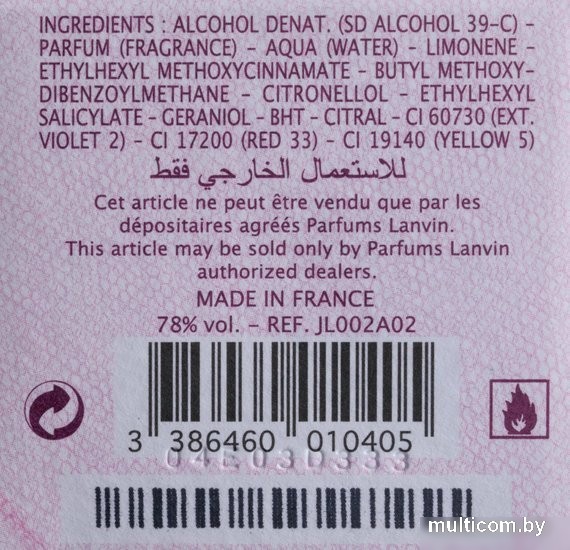 INGREDIENTS : ALCOHOL DENAT. (SD ALCOHOL 39-C) -
PARFUM (FRAGRANCE) - AQUA (WATER) - LIMONENE -
ETHYLHEXYL METHOXYCINNAMATE - BUTYL METHOXY-
DIBENZOYLMETHANE - CITRONELLOL - ETHYLHEXYL
SALICYLATE - GERANIOL - BHT - CITRAL - CI 60730 (EXT.
VIOLET 2) - CI 17200 (RED 33) - CI 19140 (YELLOW 5)
للاستعمال الخارجي فقط
Cet article ne peut être vendu que par les
dépositaires agréés Parfums Lanvin.
This article may be sold only by Parfums Lanvin
authorized dealers.
MADE IN FRANCE
78% vol. - REF. JL002A02
3 386460 010405
multicom.by